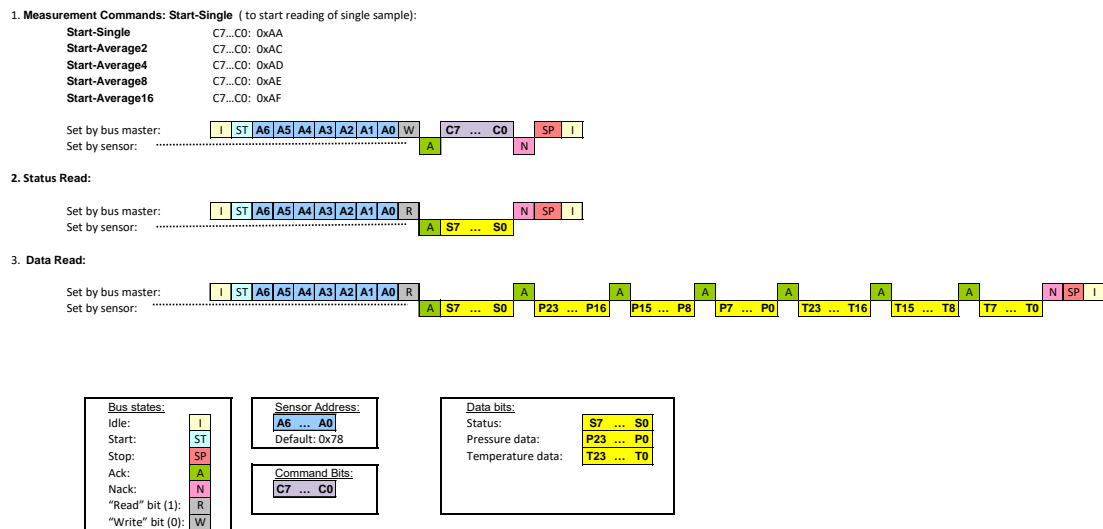 1. Measurement Commands: Start-Single ( to start reading of single sample):
Start-Single C7...C0: 0xAA
Start-Average2 C7...C0: 0xAC
Start-Average4 C7...C0: 0xAD
Start-Average8 C7...C0: 0xAE
Start-Average16 C7...C0: 0xAF
Set by bus master: I ST A6 A5 A4 A3 A2 A1 A0 W C7 ... C0 SP I
Set by sensor: A N
2. Status Read:
Set by bus master: I ST A6 A5 A4 A3 A2 A1 A0 R N SP I
Set by sensor: A S7 ... S0
3. Data Read:
Set by bus master: I ST A6 A5 A4 A3 A2 A1 A0 R A A A A A A N SP I
Set by sensor: A S7 ... S0 P23 ... P16 P15 ... P8 P7 ... P0 T23 ... T16 T15 ... T8 T7 ... T0
Bus states:
Idle: I
Start: ST
Stop: SP
Ack: A
Nack: N
"Read" bit (1): R
"Write" bit (0): W
Sensor Address:
A6 ... A0
Default: 0x78
Command Bits:
C7 ... C0
Data bits:
Status: S7 ... S0
Pressure data: P23 ... P0
Temperature data: T23 ... T0